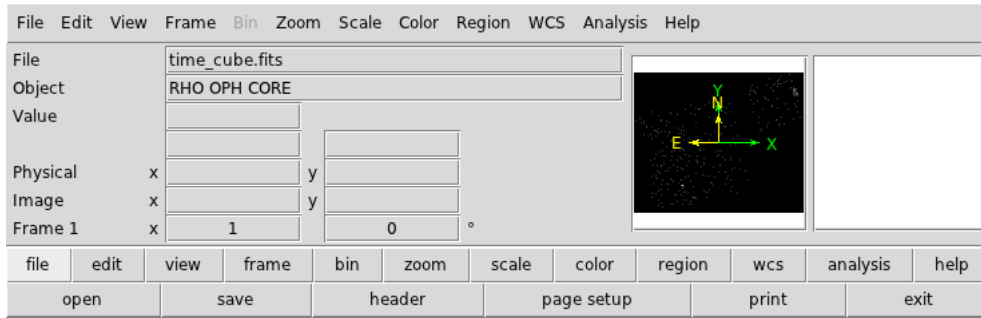 File Edit View Frame Bin Zoom Scale Color Region WCS Analysis Help
File time_cube.fits
Object RHO OPH CORE
Value
Physical x y
Image x y
Frame 1 x 1 0 °
Y
N
E X
file edit view frame bin zoom scale color region wcs analysis help
open save header page setup print exit